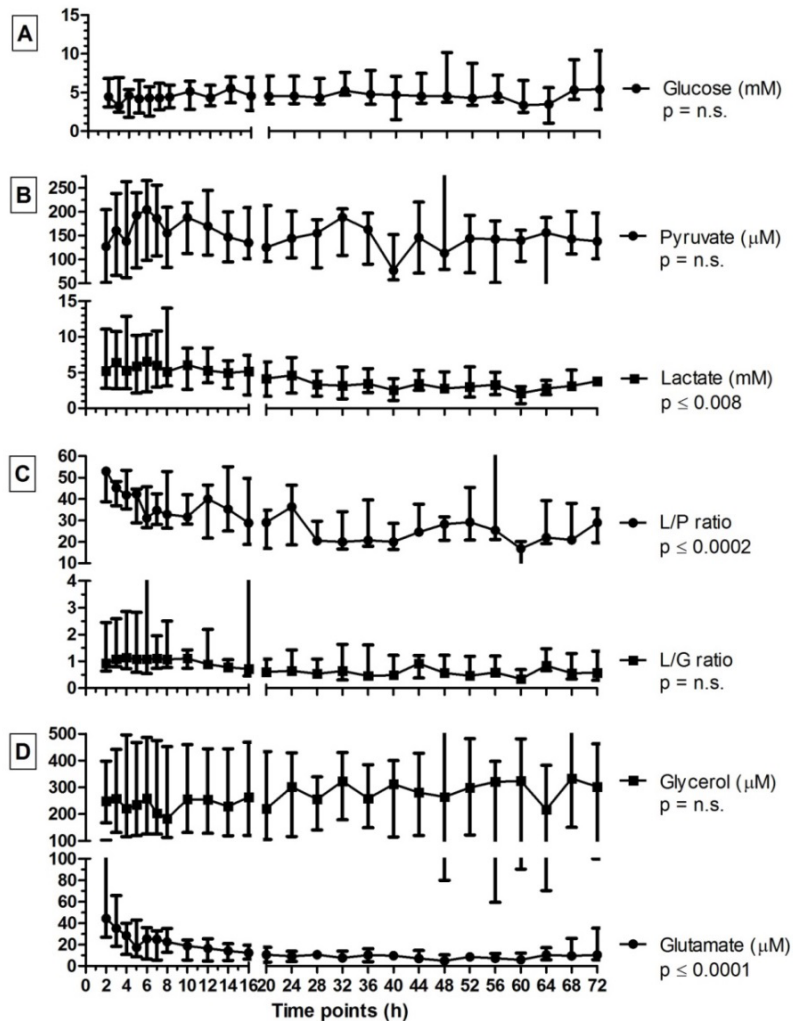 A
15
10
5
0
Glucose (mM)
p = n.s.
B
250
200
150
100
50
Pyruvate (μM)
p = n.s.
15
10
5
0
Lactate (mM)
p ≤ 0.008
C
60
50
40
30
20
10
L/P ratio
p ≤ 0.0002
4
3
2
1
0
L/G ratio
p = n.s.
D
500
400
300
200
100
Glycerol (μM)
p = n.s.
100
80
60
40
20
0
Glutamate (μM)
p ≤ 0.0001
0 2 4 6 8 10 12 14 16 20 24 28 32 36 40 44 48 52 56 60 64 68 72
Time points (h)